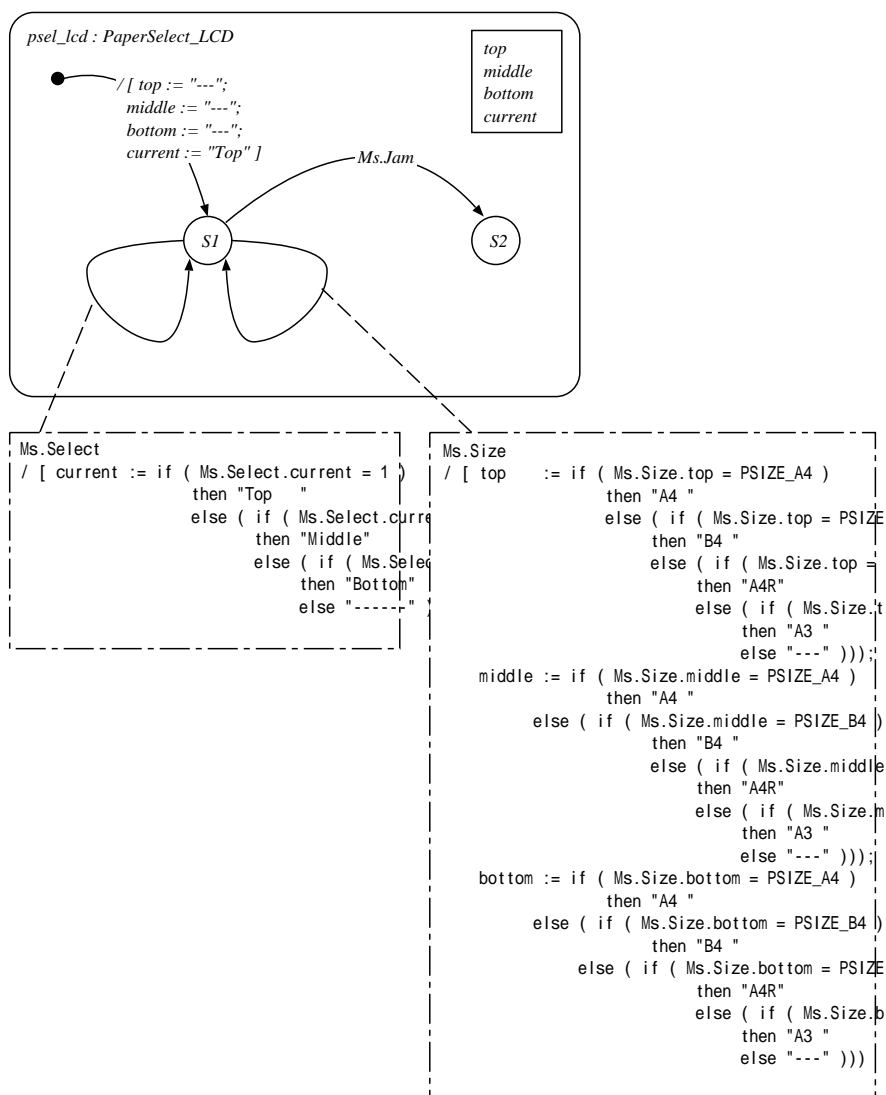 psel_lcd : PaperSelect_LCD
top
middle
bottom
current
/ [ top := "---";
middle := "---";
bottom := "---";
current := "Top" ]
Ms.Jam
S1
S2
Ms.Select
/ [ current := if ( Ms.Select.current = 1 )
then "Top   "
else ( if ( Ms.Select.curre
then "Middle"
else ( if ( Ms.Selec
then "Bottom"
else "------" )
Ms.Size
/ [ top     := if ( Ms.Size.top = PSIZE_A4 )
then "A4 "
else ( if ( Ms.Size.top = PSIZE
then "B4 "
else ( if ( Ms.Size.top =
then "A4R"
else ( if ( Ms.Size.t
then "A3 "
else "---" )));
middle := if ( Ms.Size.middle = PSIZE_A4 )
then "A4 "
else ( if ( Ms.Size.middle = PSIZE_B4 )
then "B4 "
else ( if ( Ms.Size.middle
then "A4R"
else ( if ( Ms.Size.m
then "A3 "
else "---" )));
bottom := if ( Ms.Size.bottom = PSIZE_A4 )
then "A4 "
else ( if ( Ms.Size.bottom = PSIZE_B4 )
then "B4 "
else ( if ( Ms.Size.bottom = PSIZE
then "A4R"
else ( if ( Ms.Size.b
then "A3 "
else "---" )))